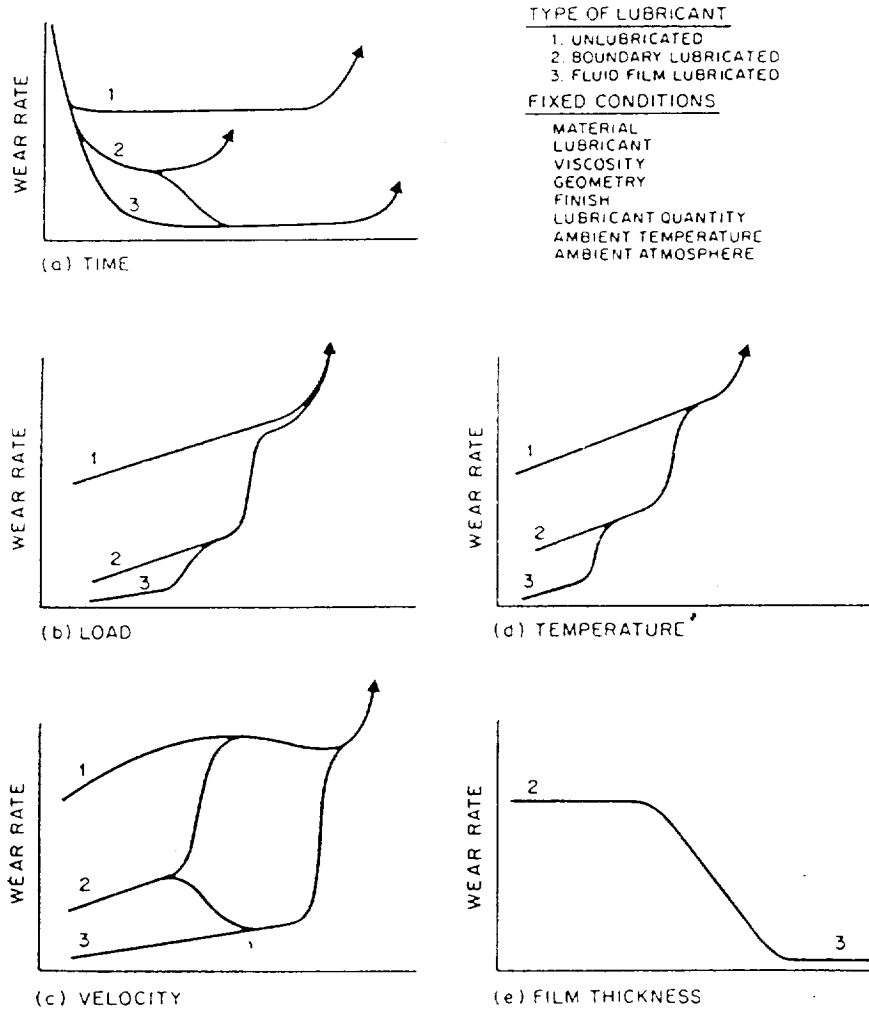 TYPE OF LUBRICANT
1. UNLUBRICATED
2. BOUNDARY LUBRICATED
3. FLUID FILM LUBRICATED
FIXED CONDITIONS
MATERIAL
LUBRICANT
VISCOSITY
GEOMETRY
FINISH
LUBRICANT QUANTITY
AMBIENT TEMPERATURE
AMBIENT ATMOSPHERE
WEAR RATE
1
2
3
(a) TIME
WEAR RATE
1
2
3
(b) LOAD
WEAR RATE
1
2
3
(d) TEMPERATURE
WEAR RATE
1
2
3
(c) VELOCITY
WEAR RATE
2
3
(e) FILM THICKNESS